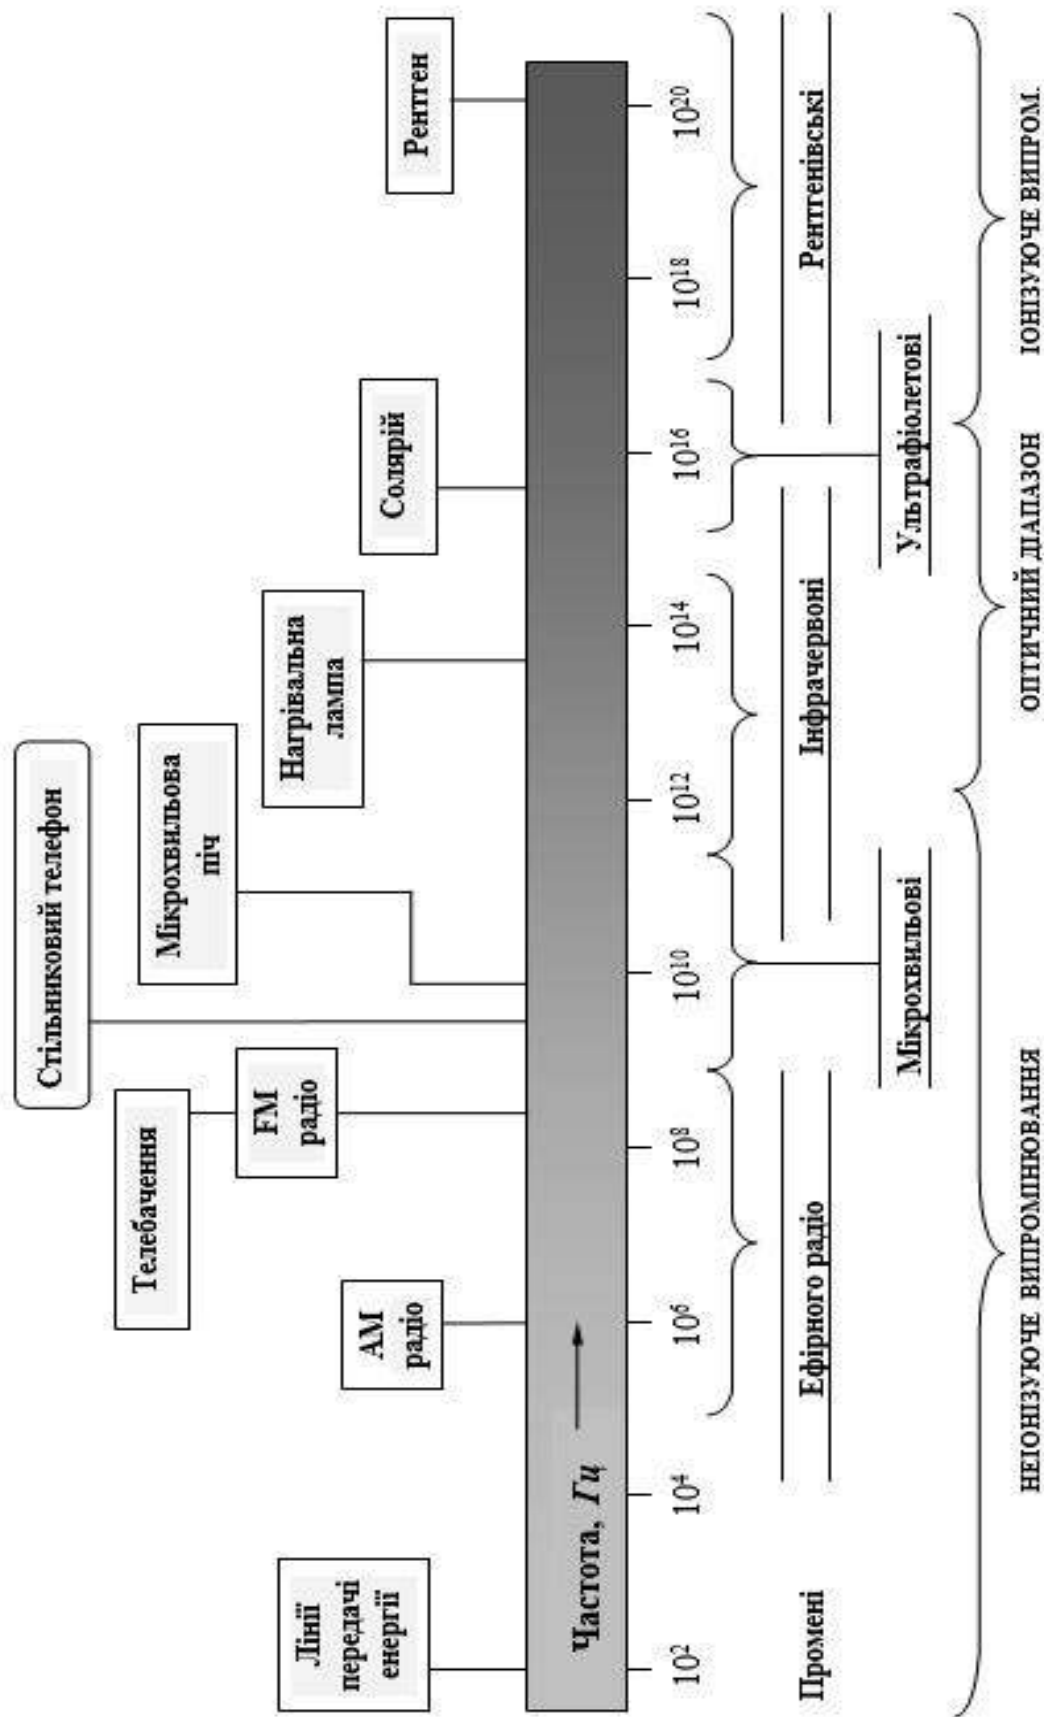 Стільниковий телефон
Телебачення
Мікрохвильова
піч
FM
радіо
Нагрівальна
лампа
Лінії
передачі
енергії
АМ
радіо
Солярій
Рентген
Частота, Гц
10²
10⁴
10⁶
10⁸
10¹⁰
10¹²
10¹⁴
10¹⁶
10¹⁸
10²⁰
Промені
Ефірного радіо
Інфрачервоні
Рентгенівські
Мікрохвильові
Ультрафіолетові
НЕІОНІЗУЮЧЕ ВИПРОМІНЮВАННЯ
ОПТИЧНИЙ ДІАПАЗОН
ІОНІЗУЮЧЕ ВИПРОМ.